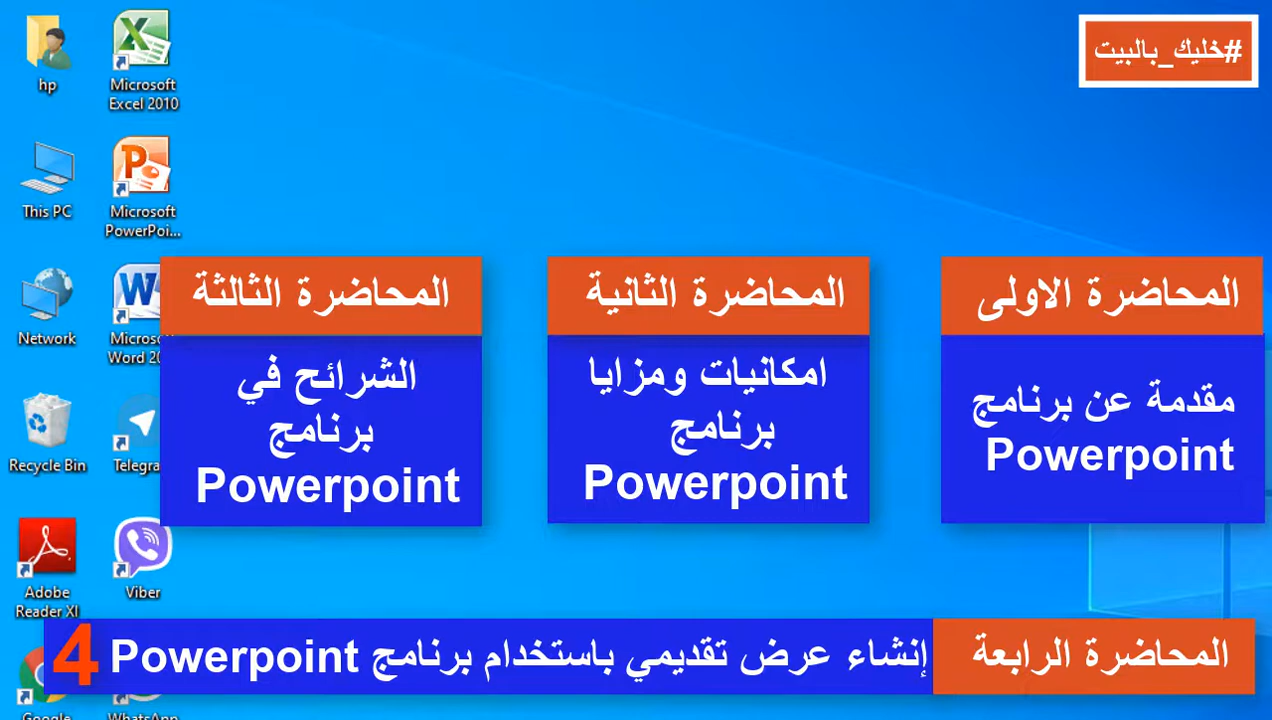 #خليك_بالبيت
hp
Microsoft
Excel 2010
This PC
Microsoft
PowerPoi...
Network
Recycle Bin
Adobe
Reader XI
Viber
المحاضرة الاولى
مقدمة عن برنامج
Powerpoint
المحاضرة الثانية
امكانيات ومزايا
برنامج
Powerpoint
المحاضرة الثالثة
الشرائح في
برنامج
Powerpoint
المحاضرة الرابعة
إنشاء عرض تقديمي باستخدام برنامج Powerpoint
4